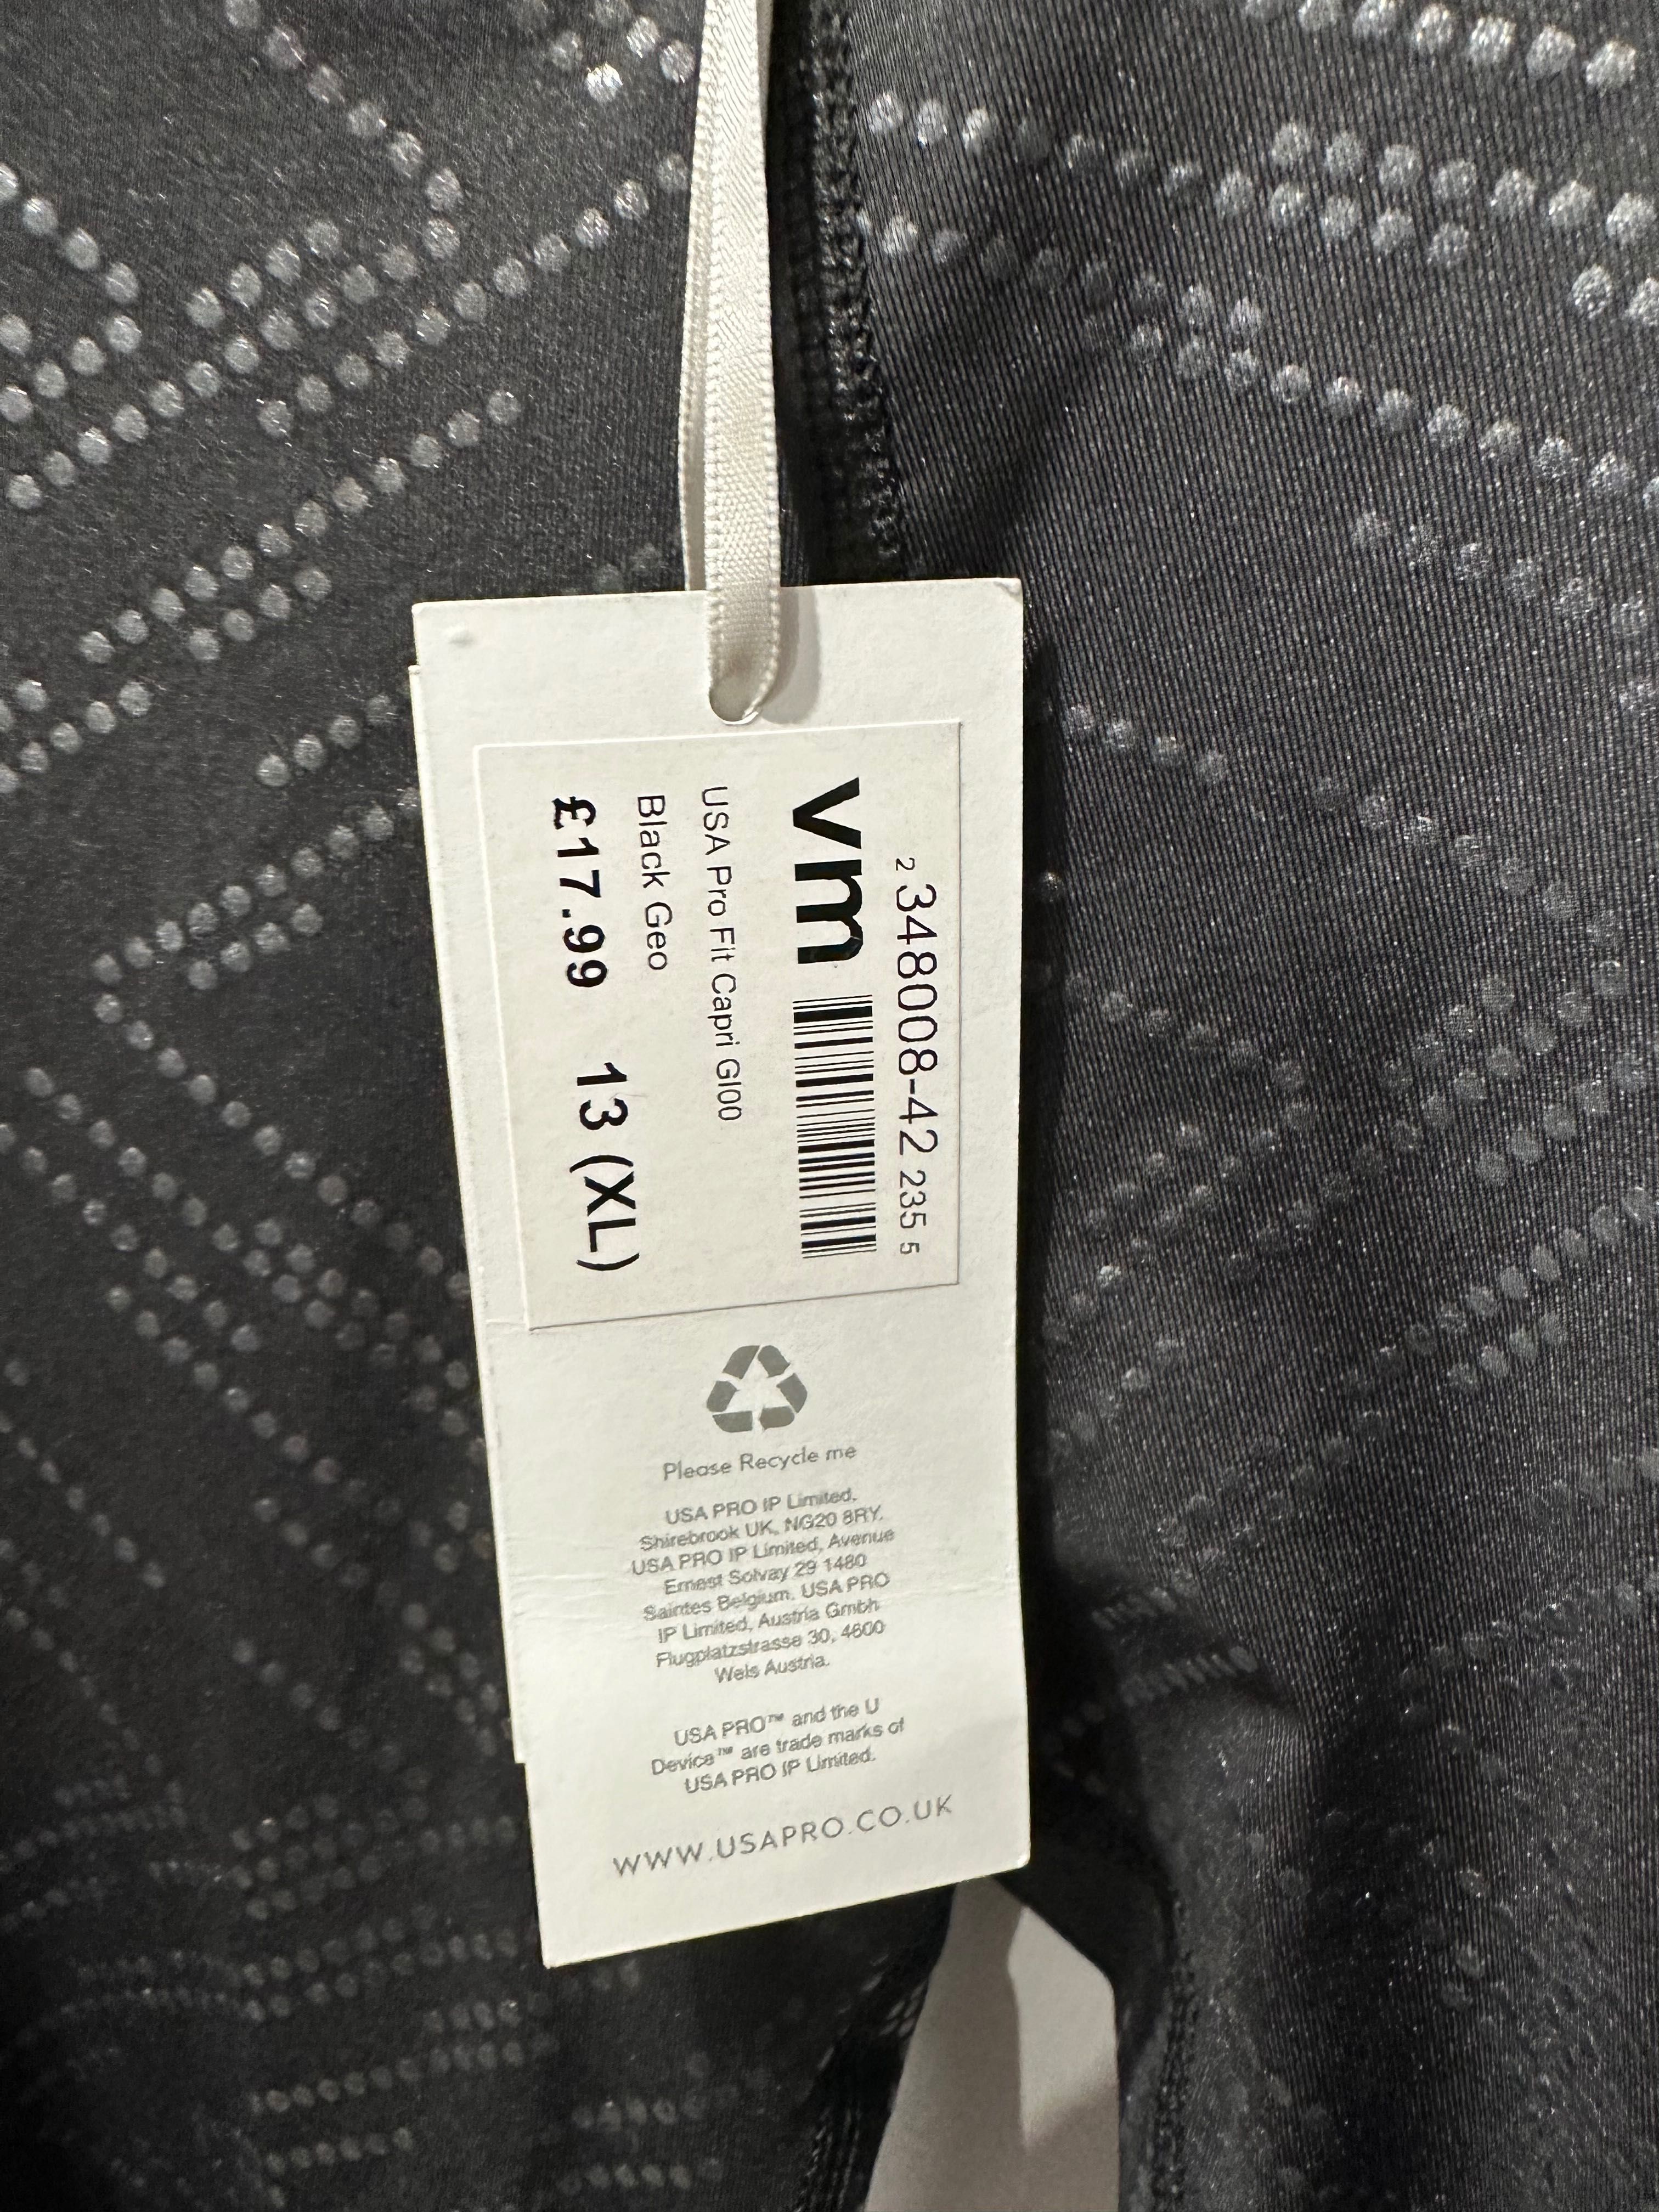 2 348008-42 235 5
vm
USA Pro Fit Capri Gl00
Black Geo
£17.99 13 (XL)
Please Recycle me
USA PRO IP Limited,
Shirebrook UK, NG20 8RY.
USA PRO IP Limited, Avenue
Ernest Solvay 29 1480
Saintes Belgium. USA PRO
IP Limited, Austria Gmbh
Flugplatzstrasse 30, 4600
Wels Austria.
USA PRO™ and the U
Device™ are trade marks of
USA PRO IP Limited.
WWW.USAPRO.CO.UK